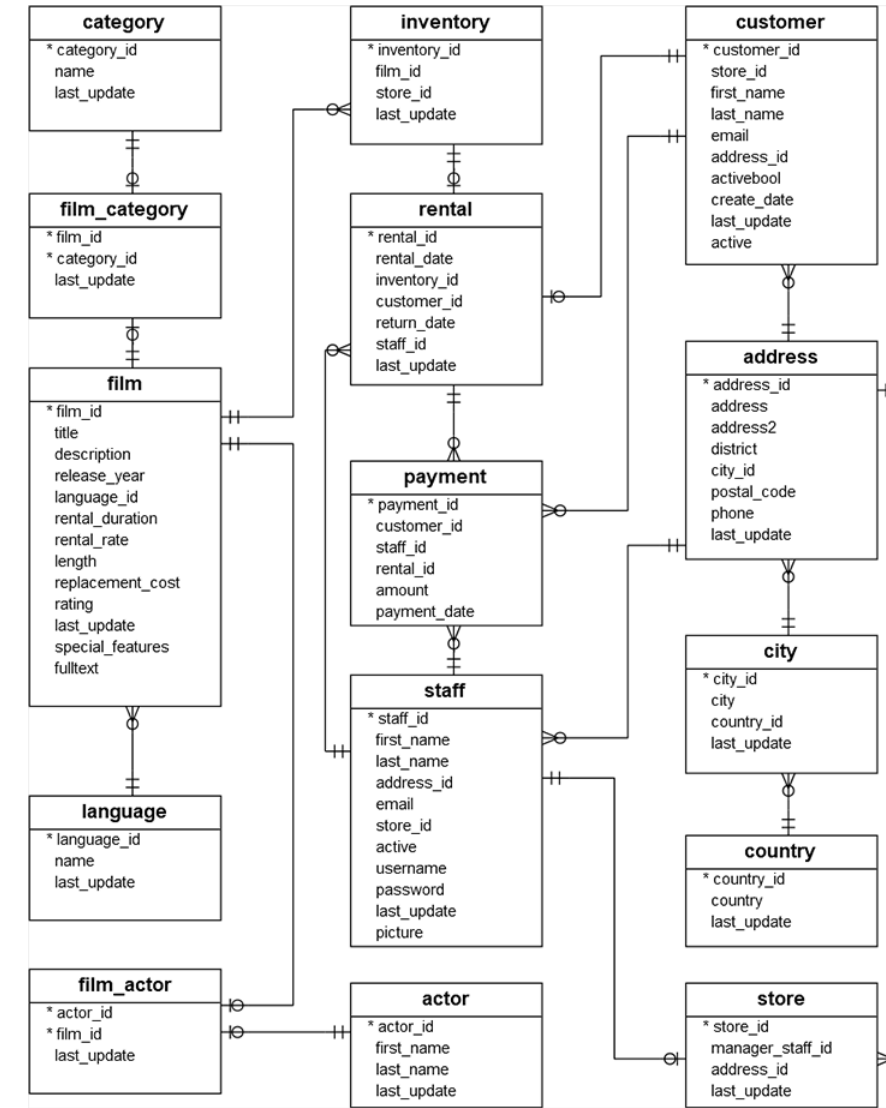 category
* category_id
name
last_update
film_category
* film_id
* category_id
last_update
film
* film_id
title
description
release_year
language_id
rental_duration
rental_rate
length
replacement_cost
rating
last_update
special_features
fulltext
language
* language_id
name
last_update
film_actor
* actor_id
* film_id
last_update
inventory
* inventory_id
film_id
store_id
last_update
rental
* rental_id
rental_date
inventory_id
customer_id
return_date
staff_id
last_update
payment
* payment_id
customer_id
staff_id
rental_id
amount
payment_date
staff
* staff_id
first_name
last_name
address_id
email
store_id
active
username
password
last_update
picture
actor
* actor_id
first_name
last_name
last_update
customer
* customer_id
store_id
first_name
last_name
email
address_id
activebool
create_date
last_update
active
address
* address_id
address
address2
district
city_id
postal_code
phone
last_update
city
* city_id
city
country_id
last_update
country
* country_id
country
last_update
store
* store_id
manager_staff_id
address_id
last_update